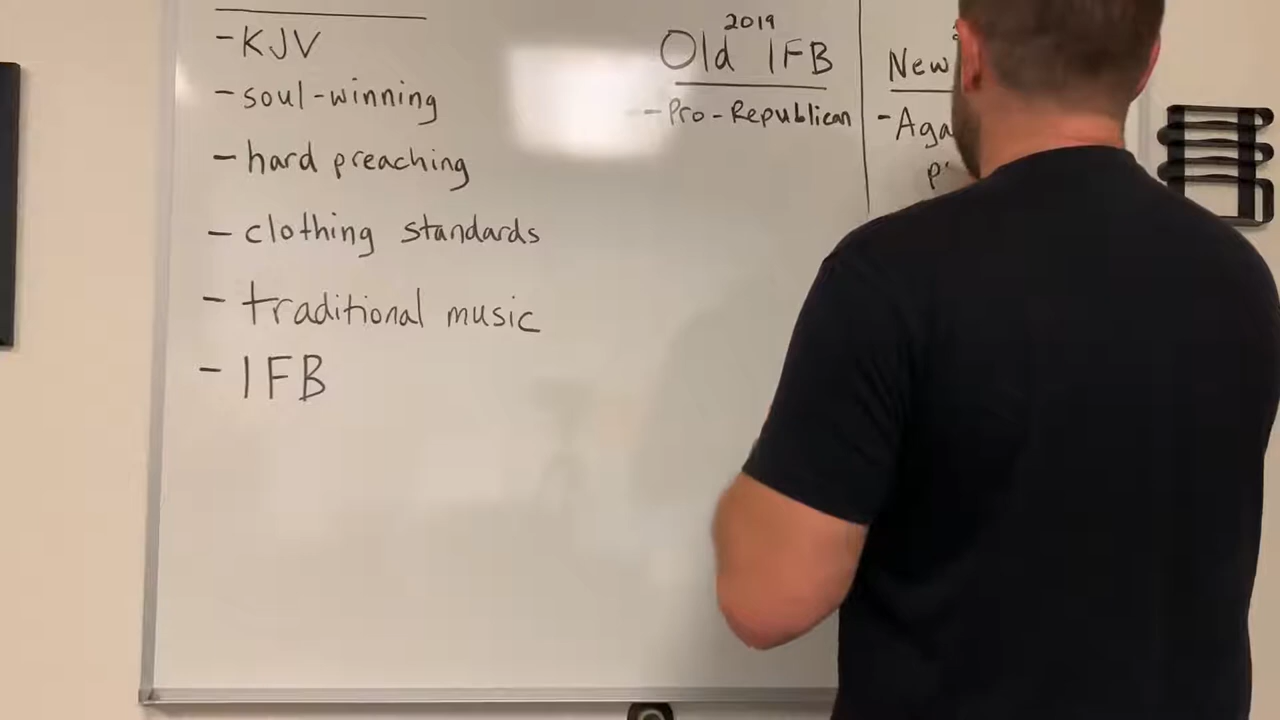 - KJV
- soul-winning
- hard preaching
- clothing standards
- traditional music
- IFB
2019
Old IFB
- Pro-Republican
New